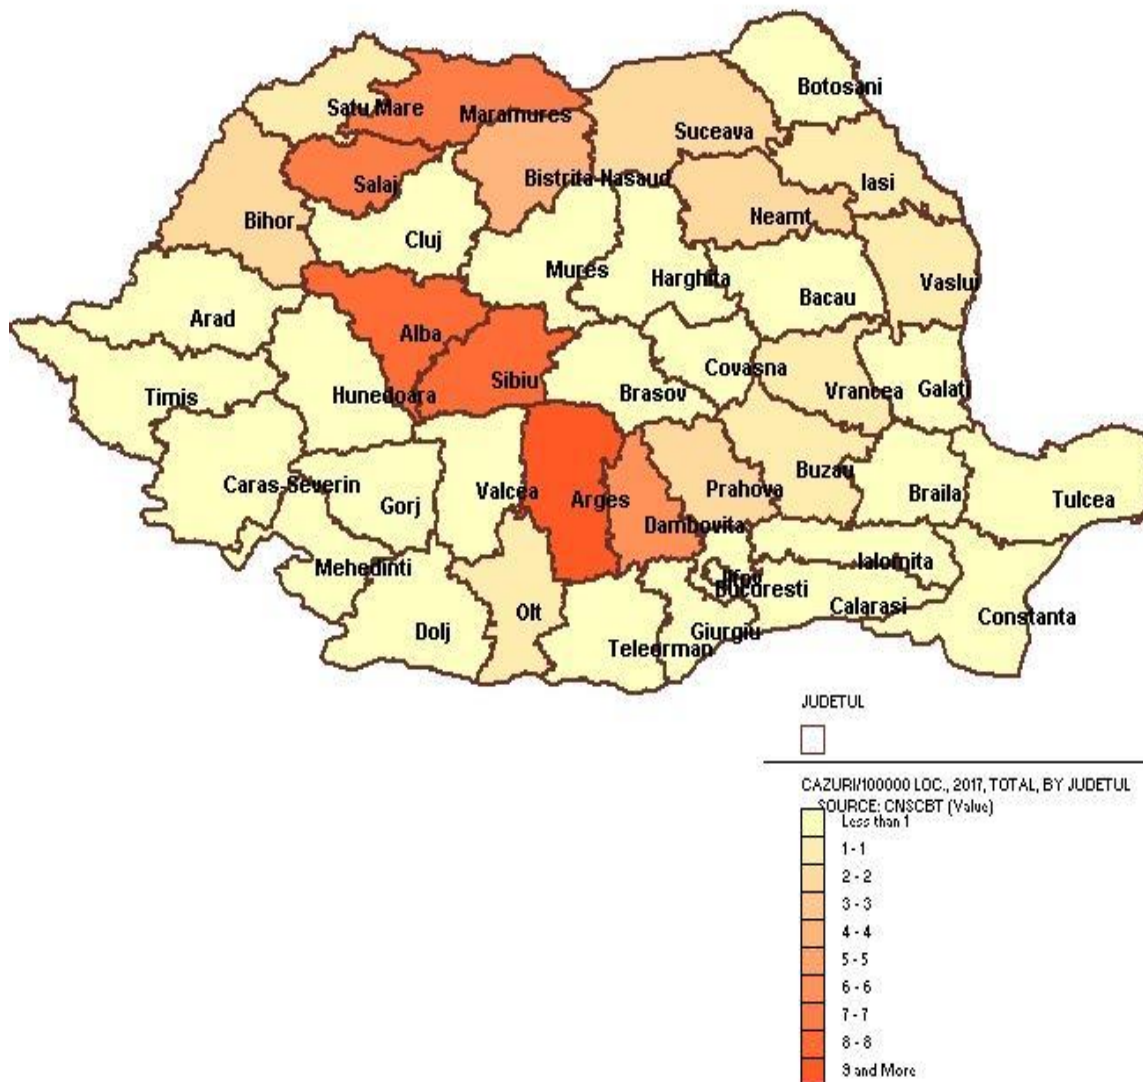 Botosani
Satu Mare
Maramures
Suceava
Salaj
Bistrita-Nasaud
Iasi
Bihor
Neamt
Cluj
Mures
Harghita
Vaslui
Bacau
Arad
Alba
Covasna
Sibiu
Timis
Hunedoara
Brasov
Vrancea
Galati
Buzau
Caras-Severin
Valcea
Prahova
Gorj
Arges
Braila
Tulcea
Dambovita
Ialomita
Mehedinti
Ilfov
Bucuresti
Calarasi
Olt
Constanta
Dolj
Giurgiu
Teleorman
JUDETUL
CAZURI/100000 LOC., 2017, TOTAL, BY JUDETUL
SOURCE: CNSCBT (Value)
Less than 1
1 - 1
2 - 2
3 - 3
4 - 4
5 - 5
6 - 6
7 - 7
8 - 8
9 and More